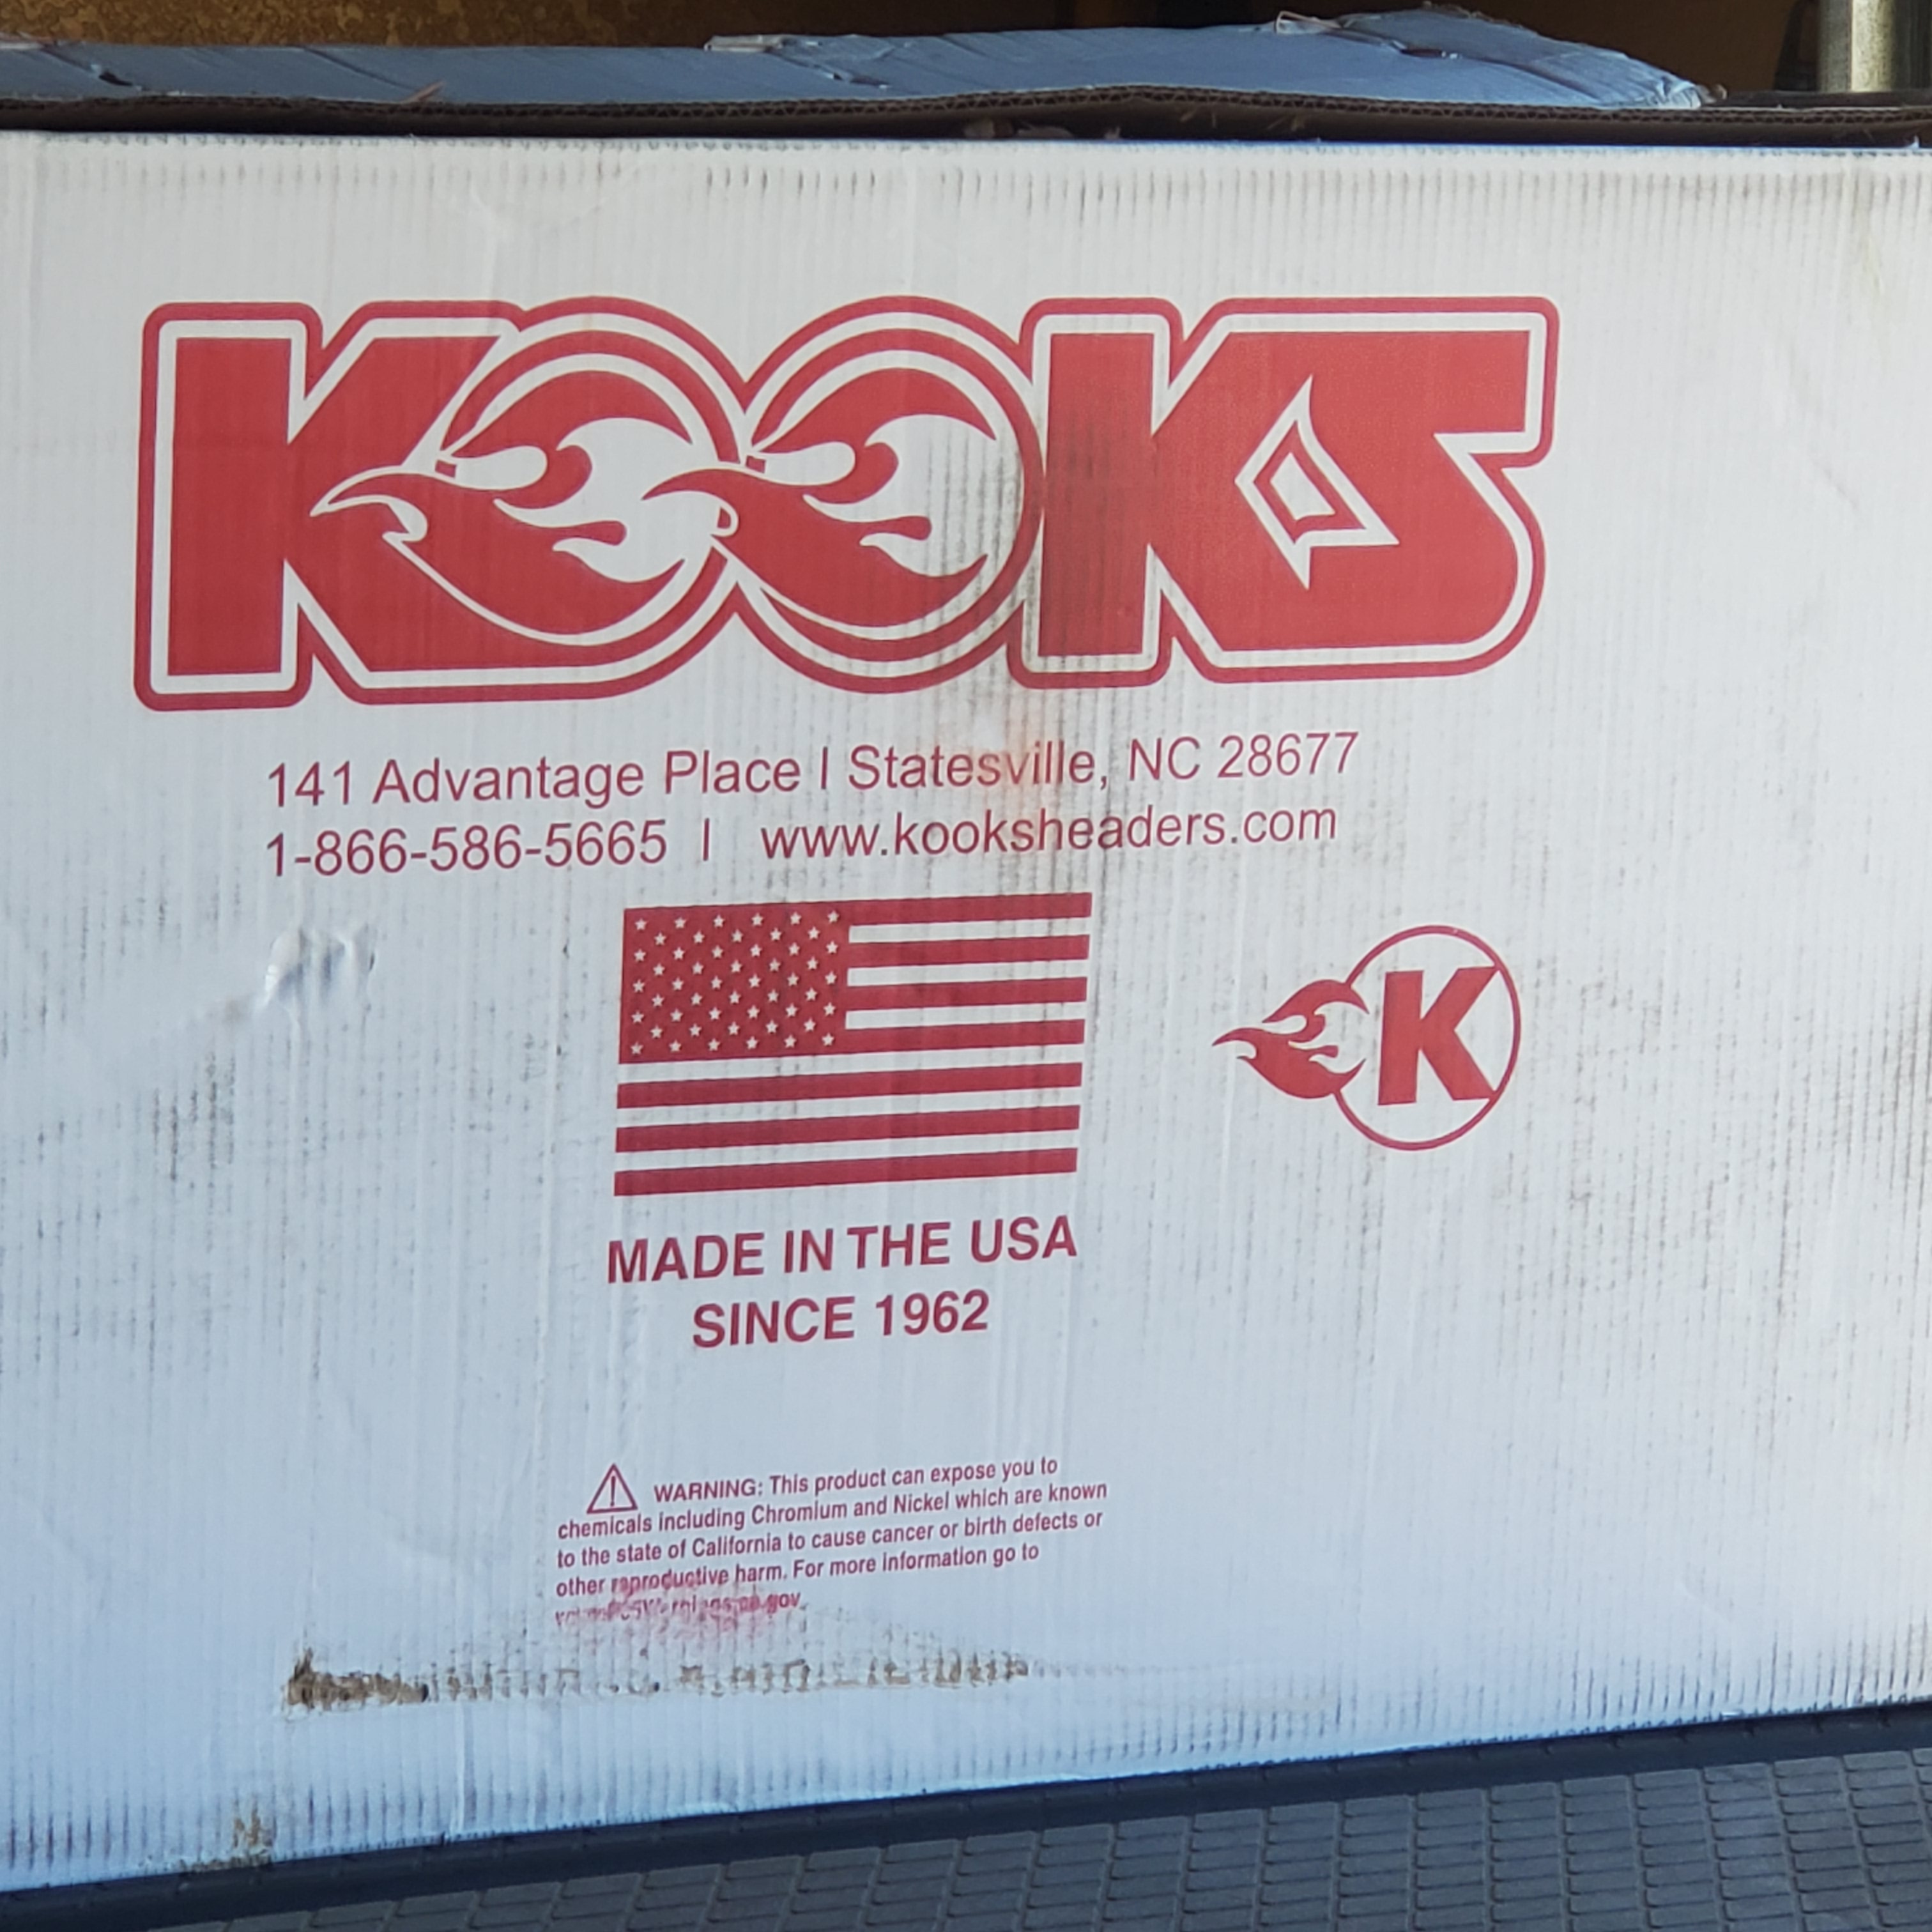 KOOKS
141 Advantage Place | Statesville, NC 28677
1-866-586-5665 | www.kooksheaders.com
K
MADE IN THE USA
SINCE 1962
WARNING: This product can expose you to
chemicals including Chromium and Nickel which are known
to the state of California to cause cancer or birth defects or
other reproductive harm. For more information go to